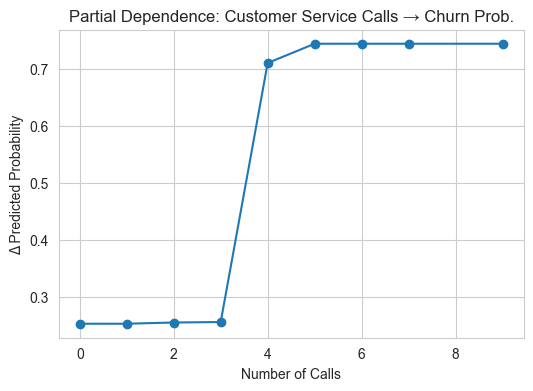 Partial Dependence: Customer Service Calls → Churn Prob.
Δ Predicted Probability
0.7
0.6
0.5
0.4
0.3
0 2 4 6 8
Number of Calls